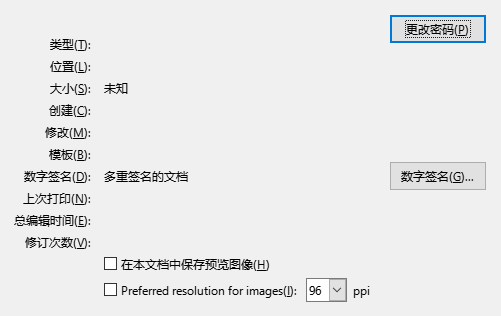 更改密码(P)
类型(T):
位置(L):
大小(S): 未知
创建(C):
修改(M):
模板(B):
数字签名(D): 多重签名的文档 数字签名(G)...
上次打印(N):
总编辑时间(E):
修订次数(V):
在本文档中保存预览图像(H)
Preferred resolution for images(I): 96 ppi